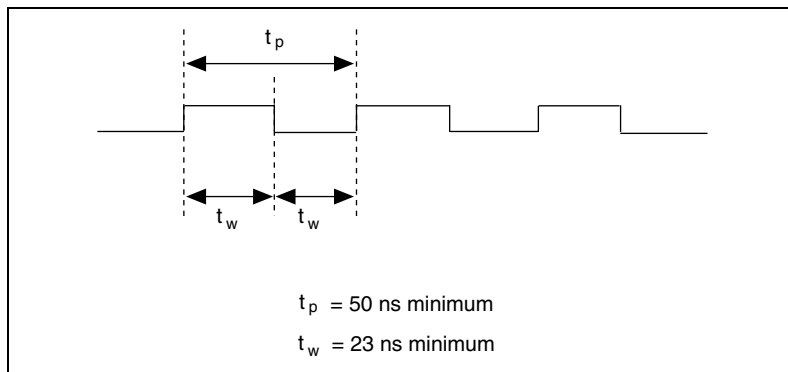 tp
tw tw
tp = 50 ns minimum
tw = 23 ns minimum